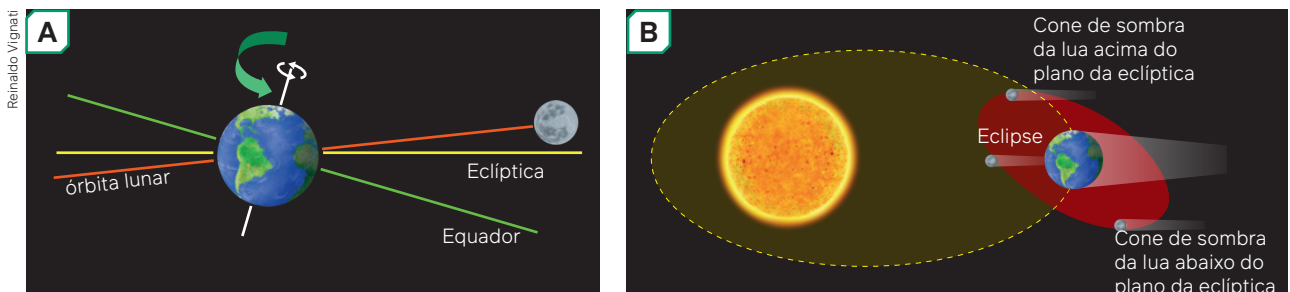 Reinaldo Vignati
A
órbita lunar
Eclíptica
Equador
B
Cone de sombra
da lua acima do
plano da eclíptica
Eclipse
Cone de sombra
da lua abaixo do
plano da eclíptica